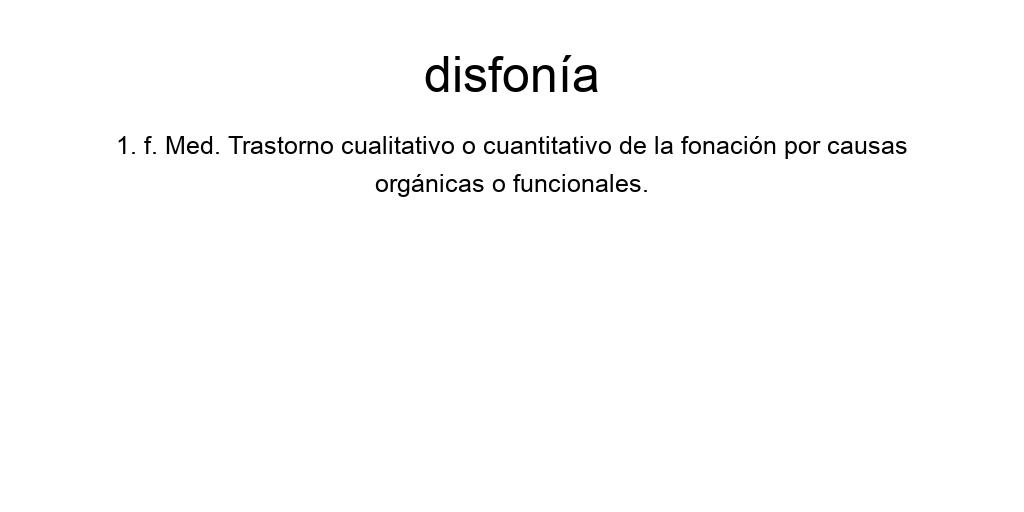 disfonía
1. f. Med. Trastorno cualitativo o cuantitativo de la fonación por causas
orgánicas o funcionales.